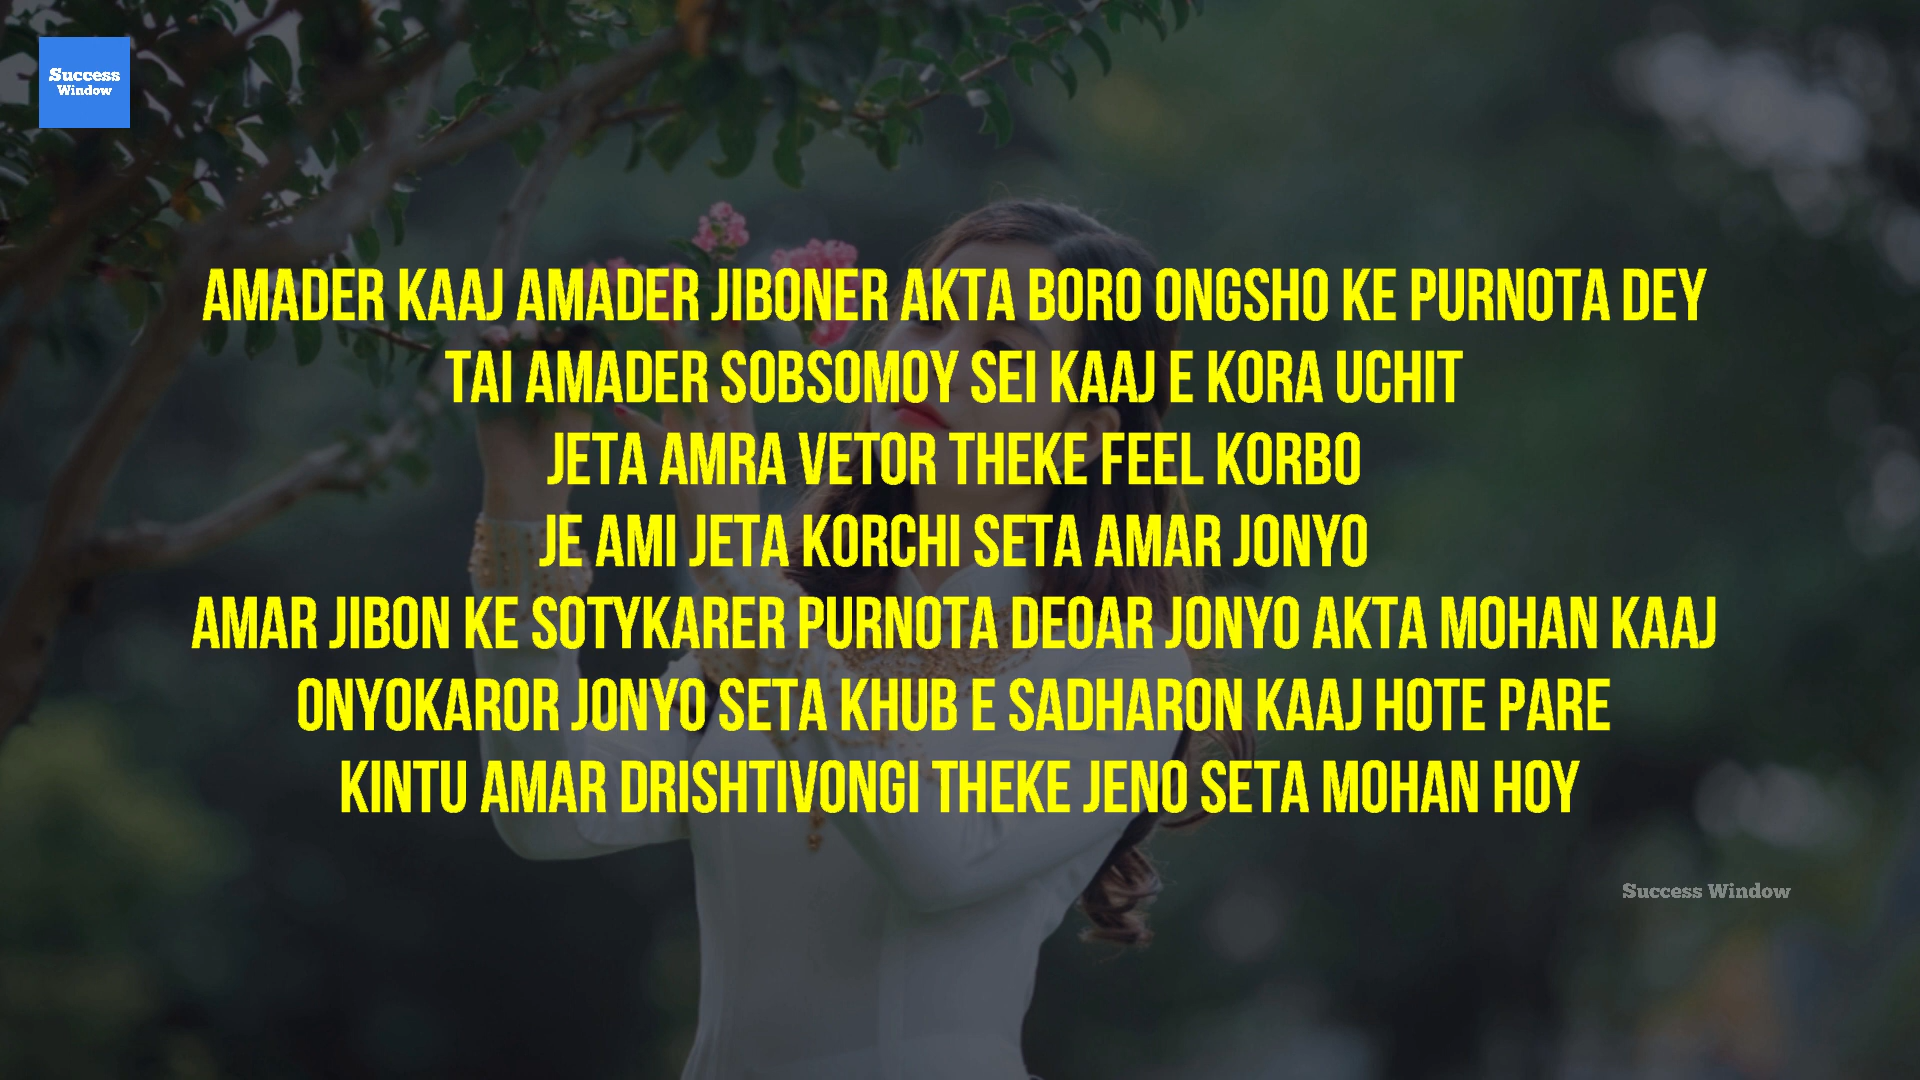 Success
Window
AMADER KAAJ AMADER JIBONER AKTA BORO ONGSHO KE PURNOTA DEY
TAI AMADER SOBSOMOY SEI KAAJ E KORA UCHIT
JETA AMRA VETOR THEKE FEEL KORBO
JE AMI JETA KORCHI SETA AMAR JONYO
AMAR JIBON KE SOTYKARER PURNOTA DEOAR JONYO AKTA MOHAN KAAJ
ONYOKAROR JONYO SETA KHUB E SADHARON KAAJ HOTE PARE
KINTU AMAR DRISHTIVONGI THEKE JENO SETA MOHAN HOY
Success Window